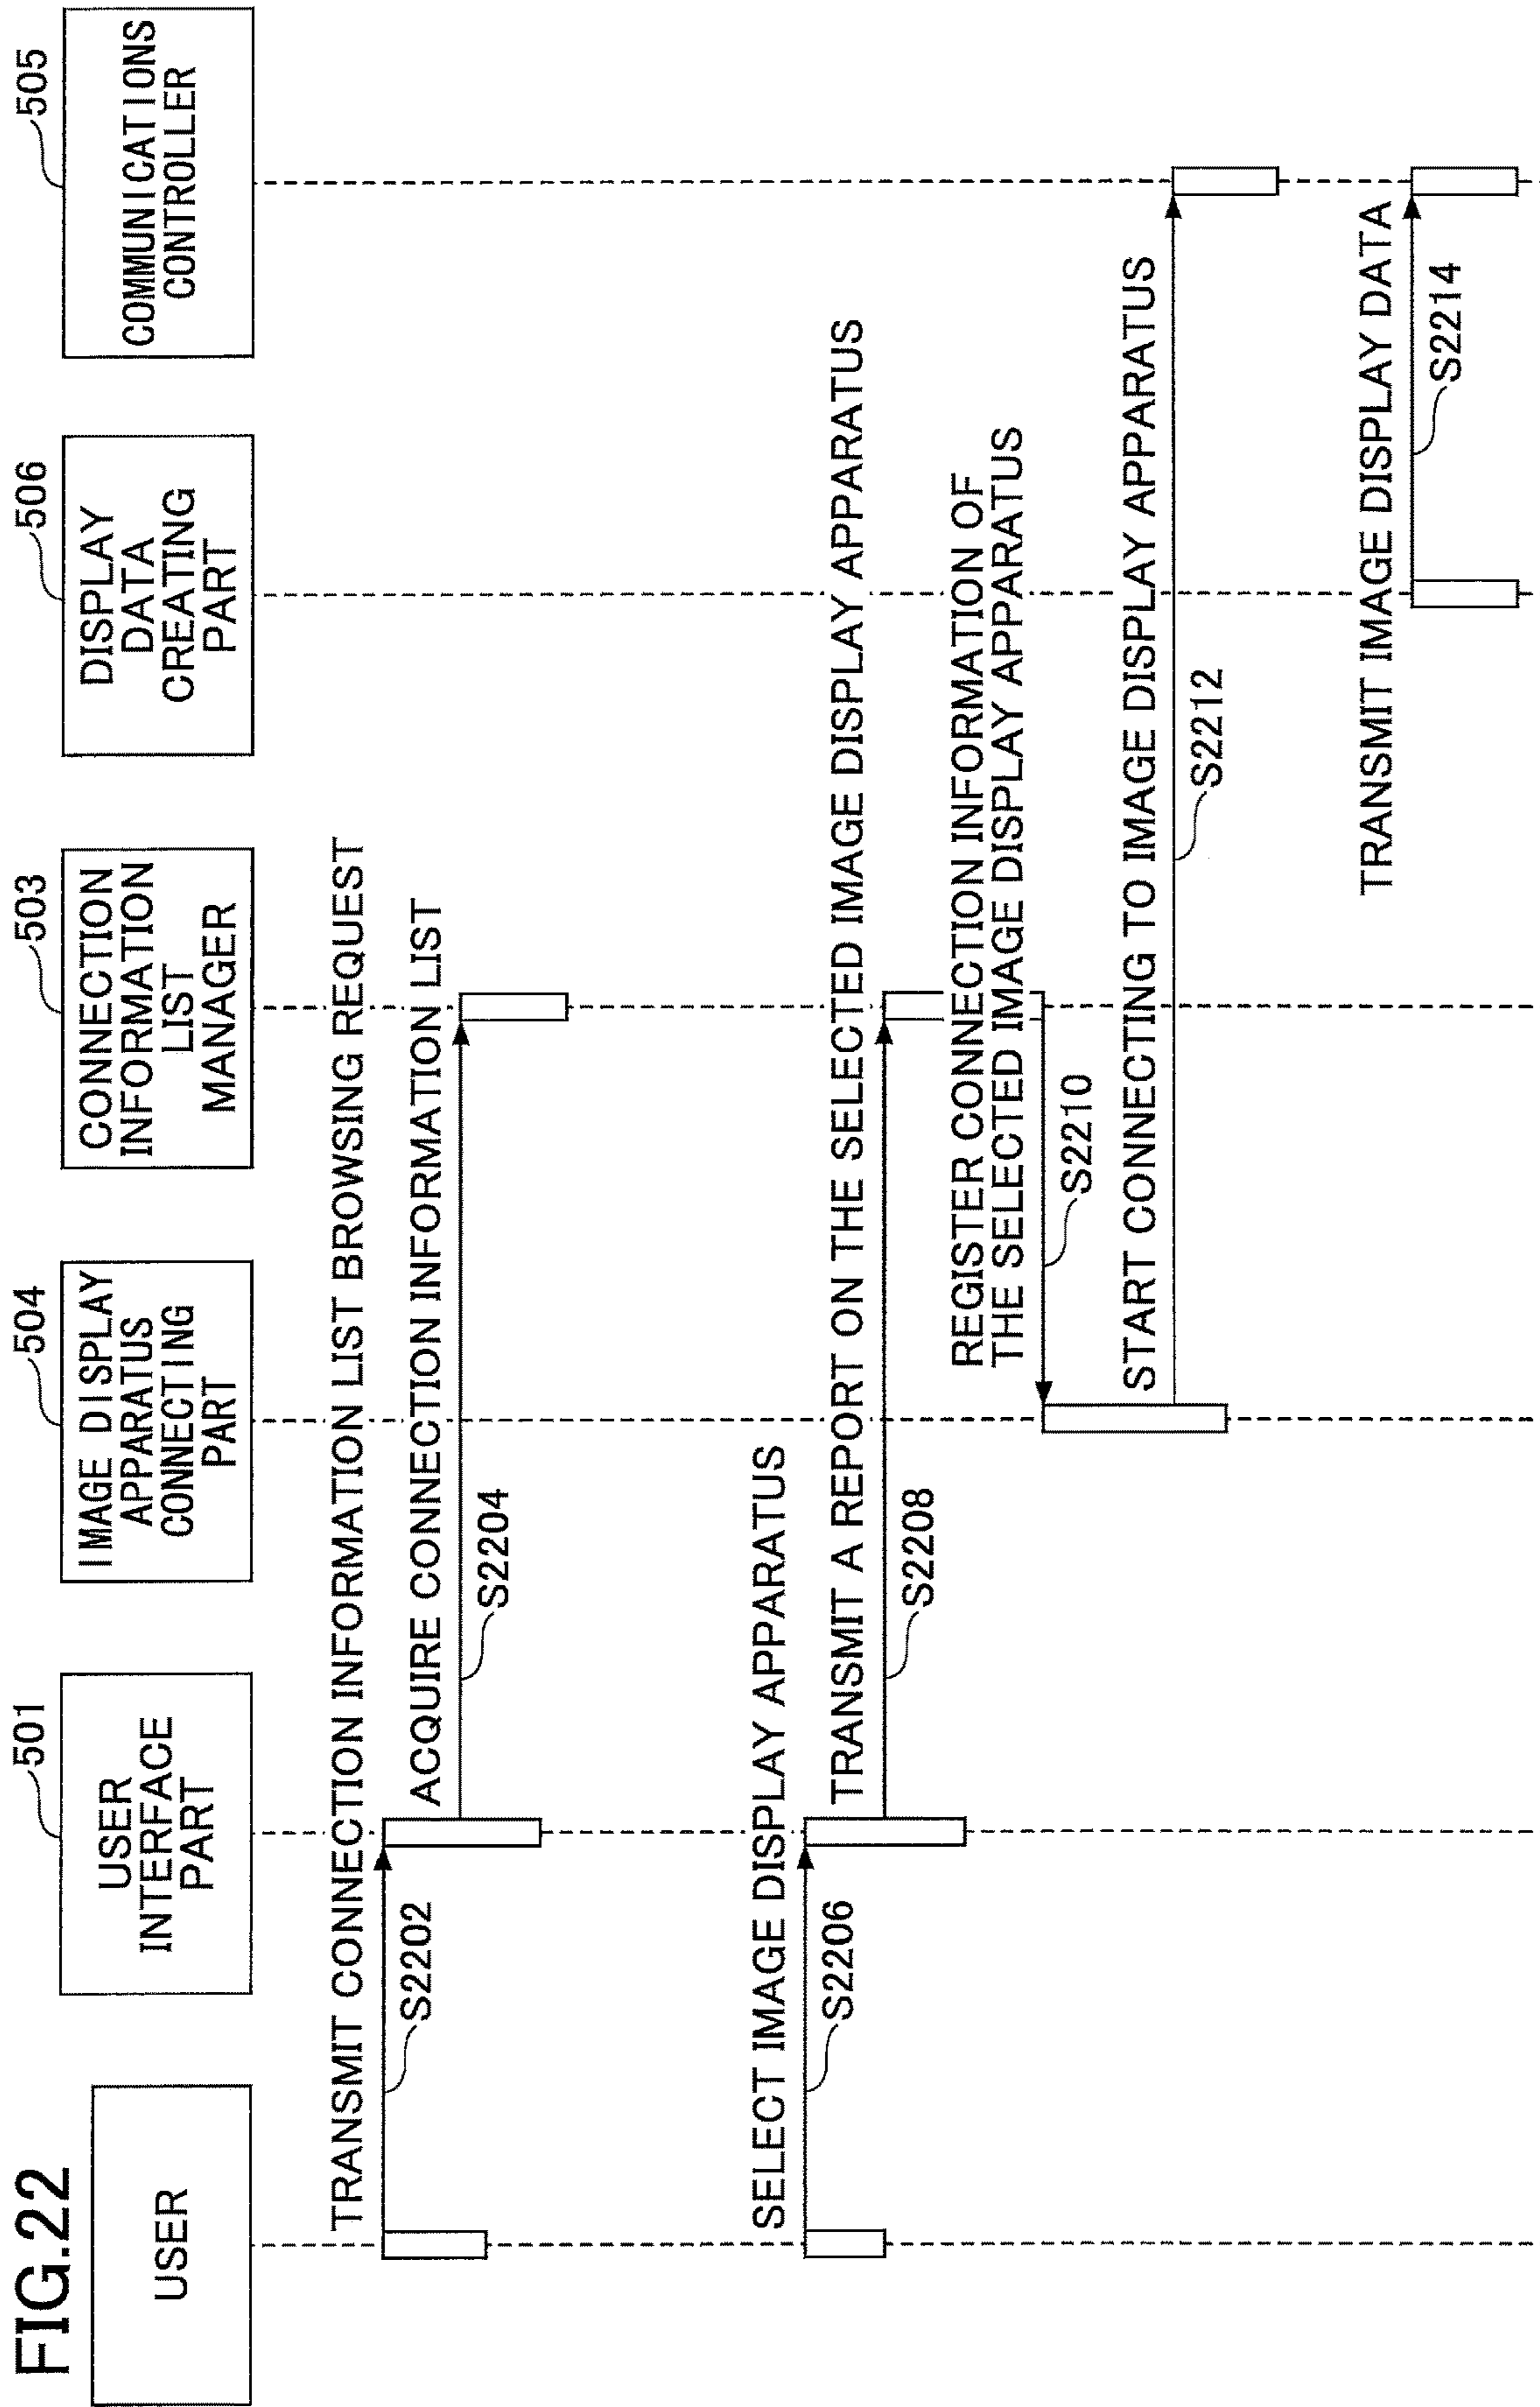 FIG.22
USER
501
USER
INTERFACE
PART
504
IMAGE DISPLAY
APPARATUS
CONNECTING
PART
503
CONNECTION
INFORMATION
LIST
MANAGER
506
DISPLAY
DATA
CREATING
PART
505
COMMUNICATIONS
CONTROLLER
TRANSMIT CONNECTION INFORMATION LIST BROWSING REQUEST
S2202
ACQUIRE CONNECTION INFORMATION LIST
S2204
SELECT IMAGE DISPLAY APPARATUS
S2206
TRANSMIT A REPORT ON THE SELECTED IMAGE DISPLAY APPARATUS
S2208
REGISTER CONNECTION INFORMATION OF
THE SELECTED IMAGE DISPLAY APPARATUS
S2210
START CONNECTING TO IMAGE DISPLAY APPARATUS
S2212
TRANSMIT IMAGE DISPLAY DATA
S2214